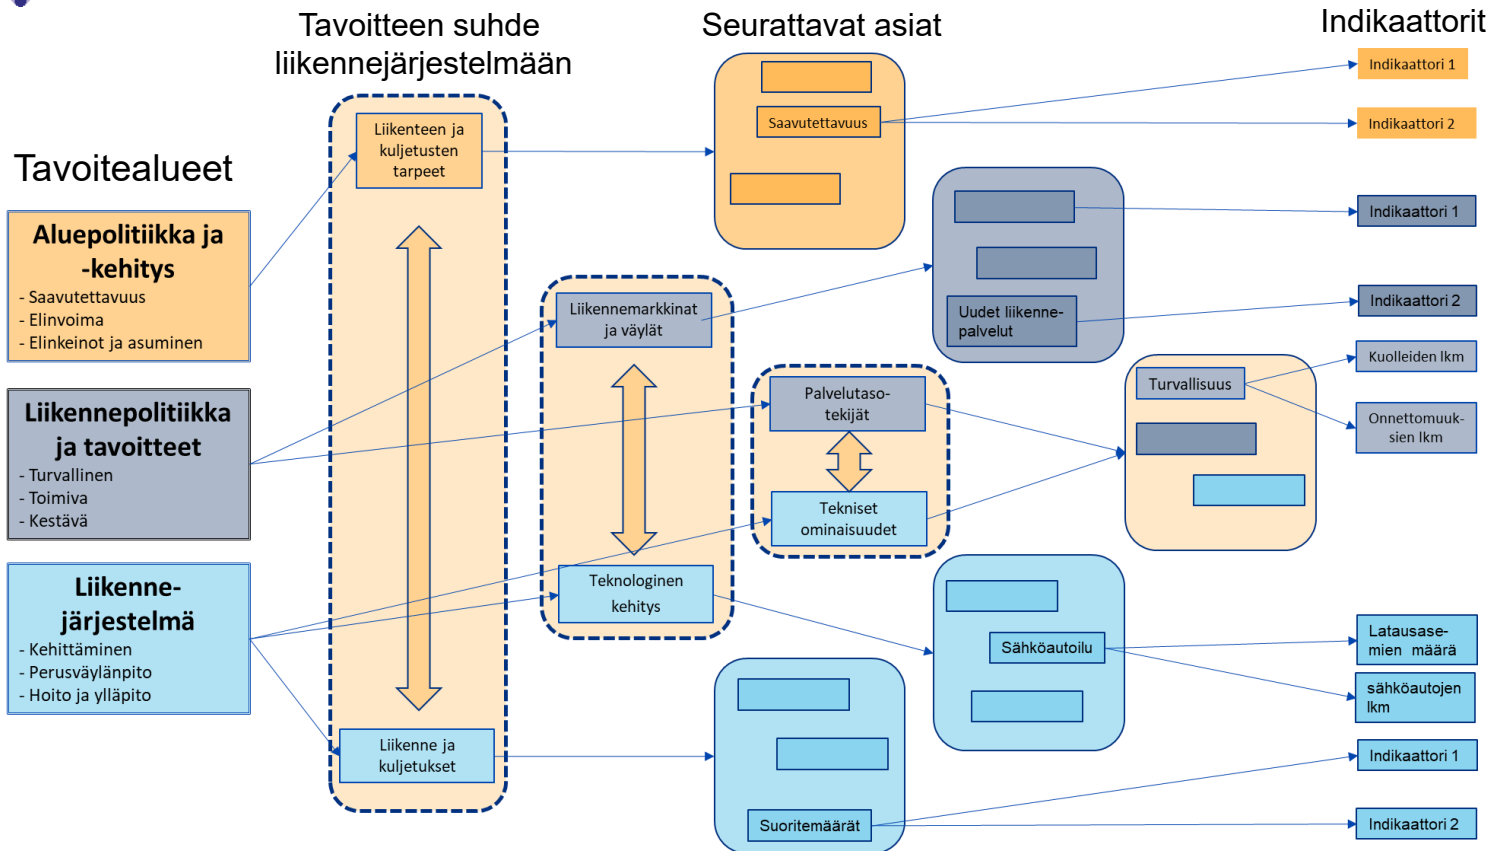 Tavoitteen suhde
liikennejärjestelmään
Seurattavat asiat
Indikaattorit
Tavoitealueet
Aluepolitiikka ja
-kehitys
- Saavutettavuus
- Elinvoima
- Elinkeinot ja asuminen
Liikennepolitiikka
ja tavoitteet
- Turvallinen
- Toimiva
- Kestävä
Liikenne-
järjestelmä
- Kehittäminen
- Perusväylänpito
- Hoito ja ylläpito
Liikenteen ja
kuljetusten
tarpeet
Liikenne ja
kuljetukset
Liikennemarkkinat
ja väylät
Teknologinen
kehitys
Palvelutaso-
tekijät
Tekniset
ominaisuudet
Saavutettavuus
Uudet liikenne-
palvelut
Turvallisuus
Sähköautoilu
Suoritemäärät
Indikaattori 1
Indikaattori 2
Indikaattori 1
Indikaattori 2
Kuolleiden lkm
Onnettomuuk-
sien lkm
Latausase-
mien määrä
sähköautojen
lkm
Indikaattori 1
Indikaattori 2